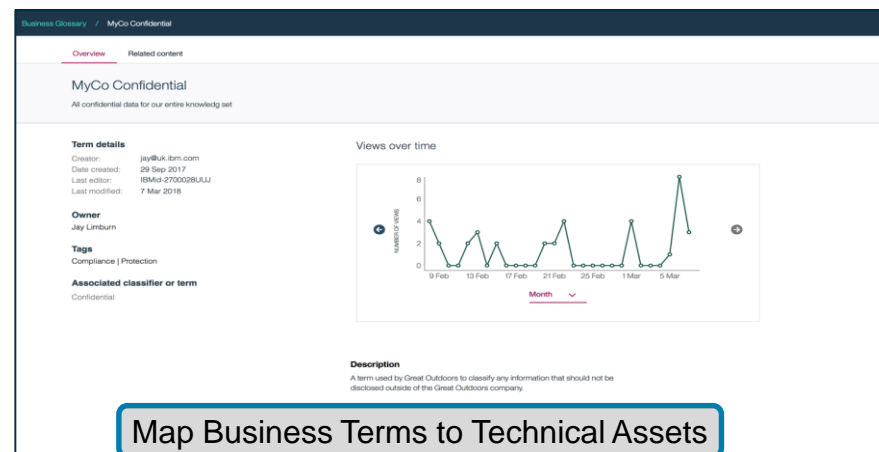 Business Glossary / MyCo Confidential
Overview Related content
MyCo Confidential
All confidential data for our entire knowledg set
Term details
Creator: jay@uk.ibm.com
Date created: 29 Sep 2017
Last editor: IBMid-2700028UUJ
Last modified: 7 Mar 2018
Owner
Jay Limburn
Tags
Compliance | Protection
Associated classifier or term
Confidential
Views over time
NUMBER OF VIEWS
8
6
4
2
0
9 Feb 13 Feb 17 Feb 21 Feb 25 Feb 1 Mar 5 Mar
Month
Description
A term used by Great Outdoors to classify any information that should not be
disclosed outside of the Great Outdoors company.
Map Business Terms to Technical Assets